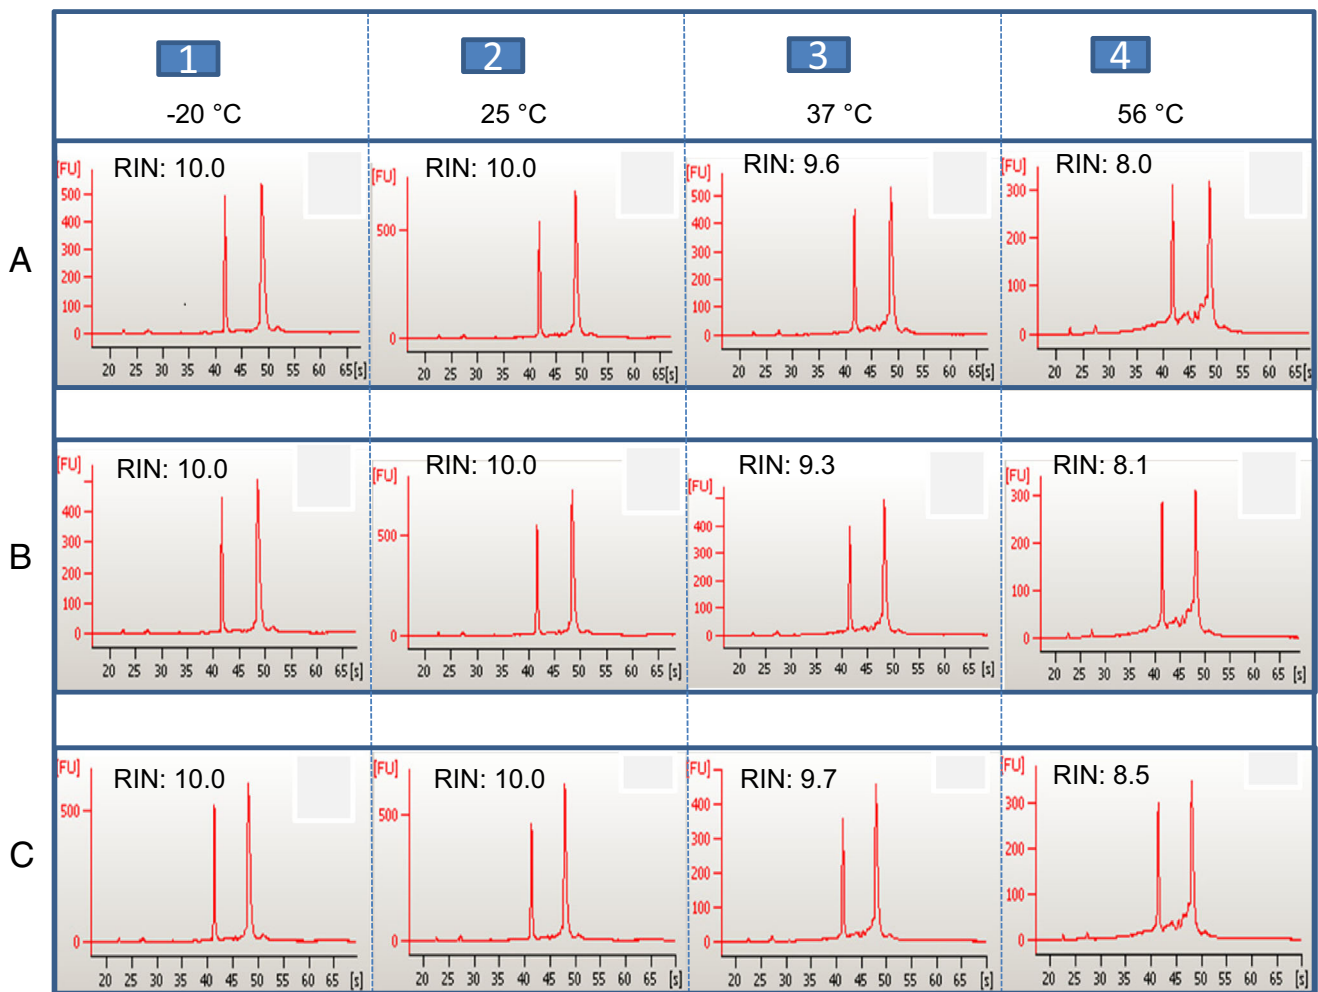 1 2 3 4
-20 °C 25 °C 37 °C 56 °C
A
[FU] RIN: 10.0
500
400
300
200
100
0
20 25 30 35 40 45 50 55 60 65[s]
[FU] RIN: 10.0
500
0
20 25 30 35 40 45 50 55 60 65[s]
[FU] RIN: 9.6
500
400
300
200
100
0
20 25 30 35 40 45 50 55 60 65 [s]
[FU] RIN: 8.0
300
200
100
0
20 25 30 35 40 45 50 55 60 65[s]
B
[FU] RIN: 10.0
400
300
200
100
0
20 25 30 35 40 45 50 55 60 65 [s]
[FU] RIN: 10.0
500
0
20 25 30 35 40 45 50 55 60 65 [s]
[FU] RIN: 9.3
400
300
200
100
0
20 25 30 35 40 45 50 55 60 65 [s]
[FU] RIN: 8.1
300
200
100
0
20 25 30 35 40 45 50 55 60 65 [s]
C
[FU] RIN: 10.0
500
0
20 25 30 35 40 45 50 55 60 65 [s]
[FU] RIN: 10.0
500
0
20 25 30 35 40 45 50 55 60 65 [s]
[FU] RIN: 9.7
400
300
200
100
0
20 25 30 35 40 45 50 55 60 65 [s]
[FU] RIN: 8.5
300
200
100
0
20 25 30 35 40 45 50 55 60 65 [s]